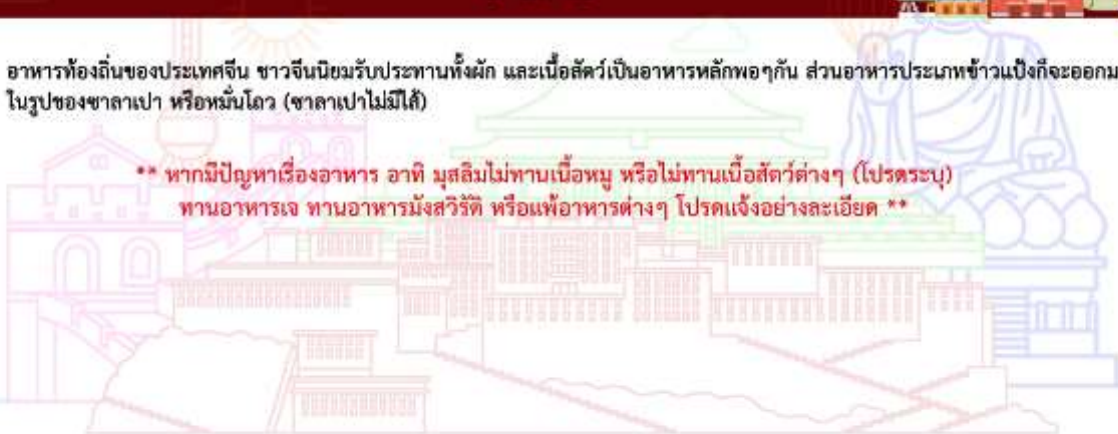 อาหารท้องถิ่นของประเทศจีน ชาวจีนนิยมรับประทานทั้งผัก และเนื้อสัตว์เป็นอาหารหลักพอๆกัน ส่วนอาหารประเภทข้าวแป้งก็จะออกม
ในรูปของซาลาเปา หรือหมั่นโถว (ซาลาเปาไม่มีไส้)
** หากมีปัญหาเรื่องอาหาร อาทิ มุสลิมไม่ทานเนื้อหมู หรือไม่ทานเนื้อสัตว์ต่างๆ (โปรดระบุ)
ทานอาหารเจ ทานอาหารมังสวิรัติ หรือแพ้อาหารต่างๆ โปรดแจ้งอย่างละเอียด **